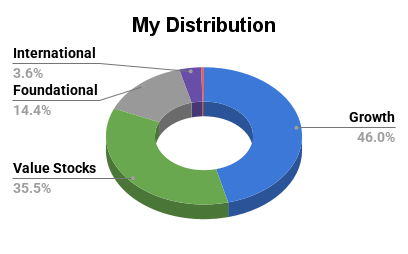 My Distribution
International
3.6%
Foundational
14.4%
Value Stocks
35.5%
Growth
46.0%